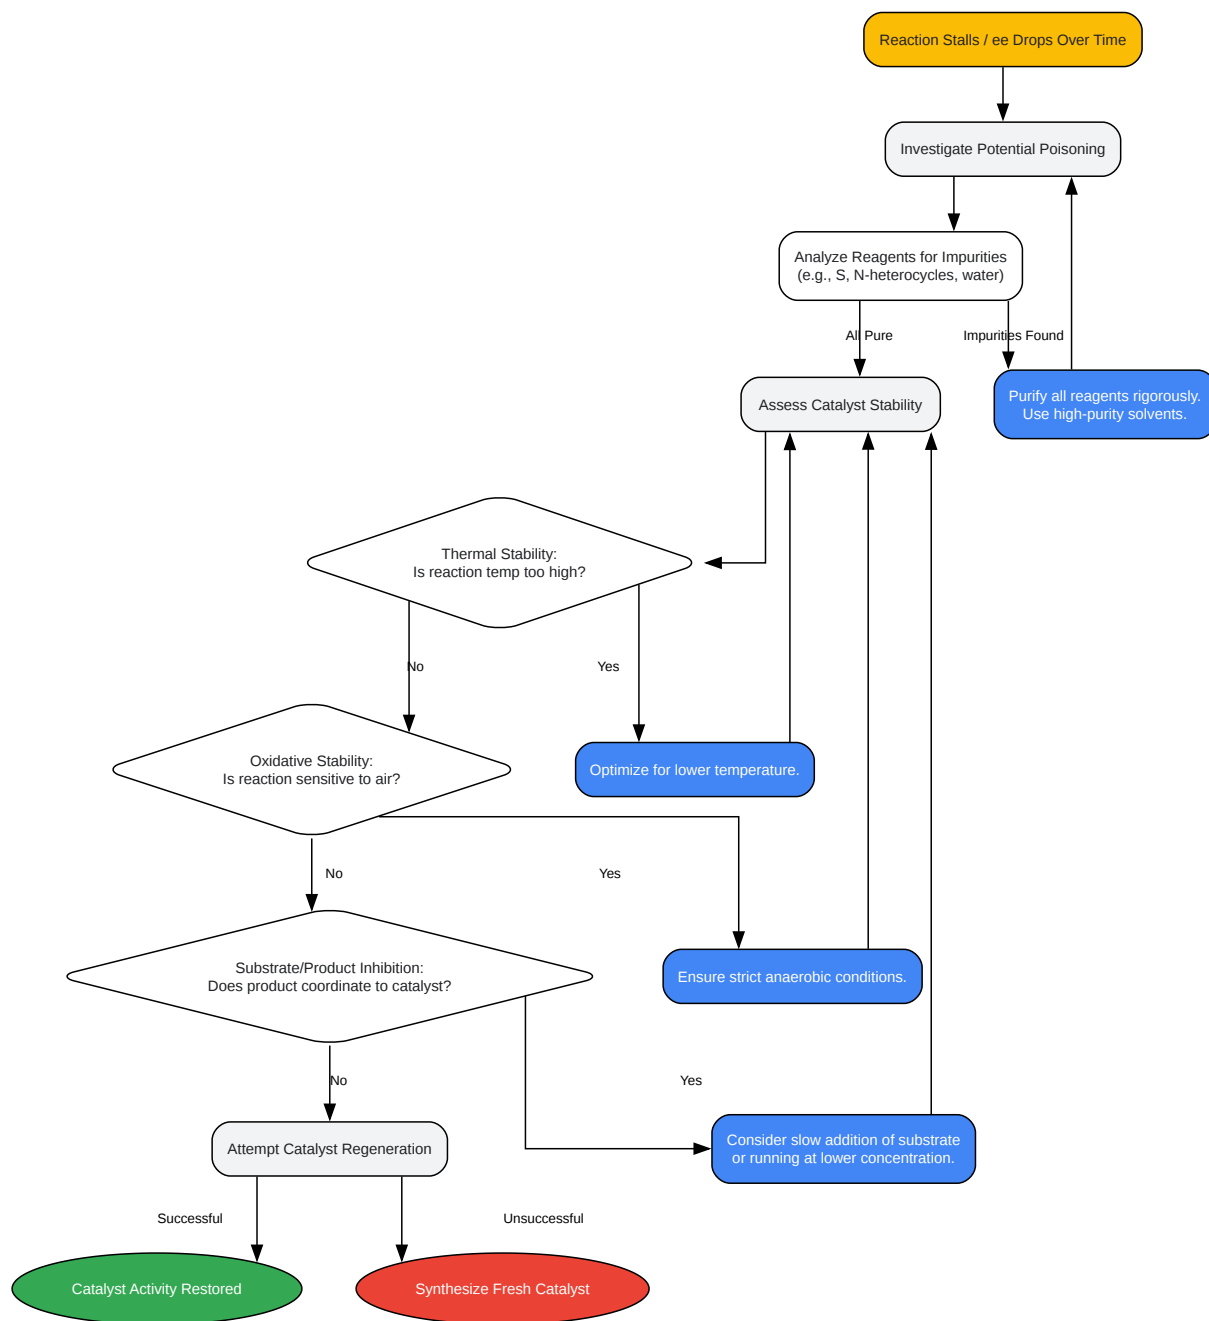 Reaction Stalls / ee Drops Over Time
Investigate Potential Poisoning
Analyze Reagents for Impurities
(e.g., S, N-heterocycles, water)
All Pure
Impurities Found
Purify all reagents rigorously.
Use high-purity solvents.
Assess Catalyst Stability
Thermal Stability:
Is reaction temp too high?
No
Yes
Oxidative Stability:
Is reaction sensitive to air?
Optimize for lower temperature.
No
Yes
Substrate/Product Inhibition:
Does product coordinate to catalyst?
Ensure strict anaerobic conditions.
No
Yes
Attempt Catalyst Regeneration
Consider slow addition of substrate
or running at lower concentration.
Successful
Unsuccessful
Catalyst Activity Restored
Synthesize Fresh Catalyst